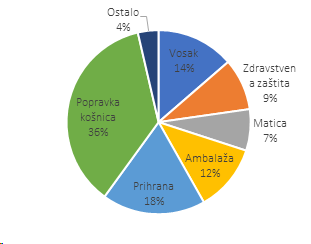 Ostalo
4%
Vosak
14%
Zdravstven
a zaštita
9%
Matica
7%
Ambalaža
12%
Prihrana
18%
Popravka
košnica
36%